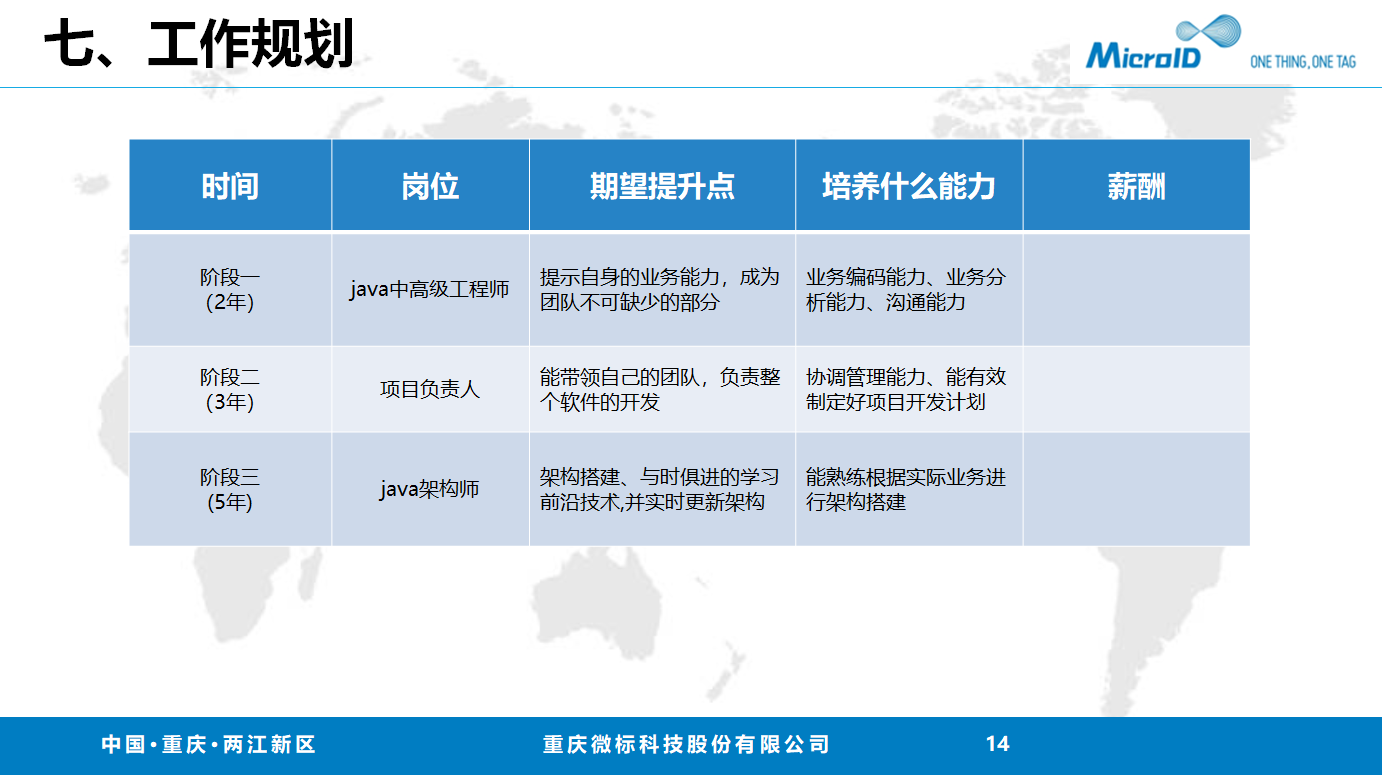 七、工作规划
MicroID
ONE THING, ONE TAG
时间 岗位 期望提升点 培养什么能力 薪酬
阶段一
(2年)
java中高级工程师
提示自身的业务能力，成为
团队不可缺少的部分
业务编码能力、业务分
析能力、沟通能力
阶段二
(3年)
项目负责人
能带领自己的团队，负责整
个软件的开发
协调管理能力、能有效
制定好项目开发计划
阶段三
(5年)
java架构师
架构搭建、与时俱进的学习
前沿技术,并实时更新架构
能熟练根据实际业务进
行架构搭建
中国·重庆·两江新区 重庆微标科技股份有限公司 14